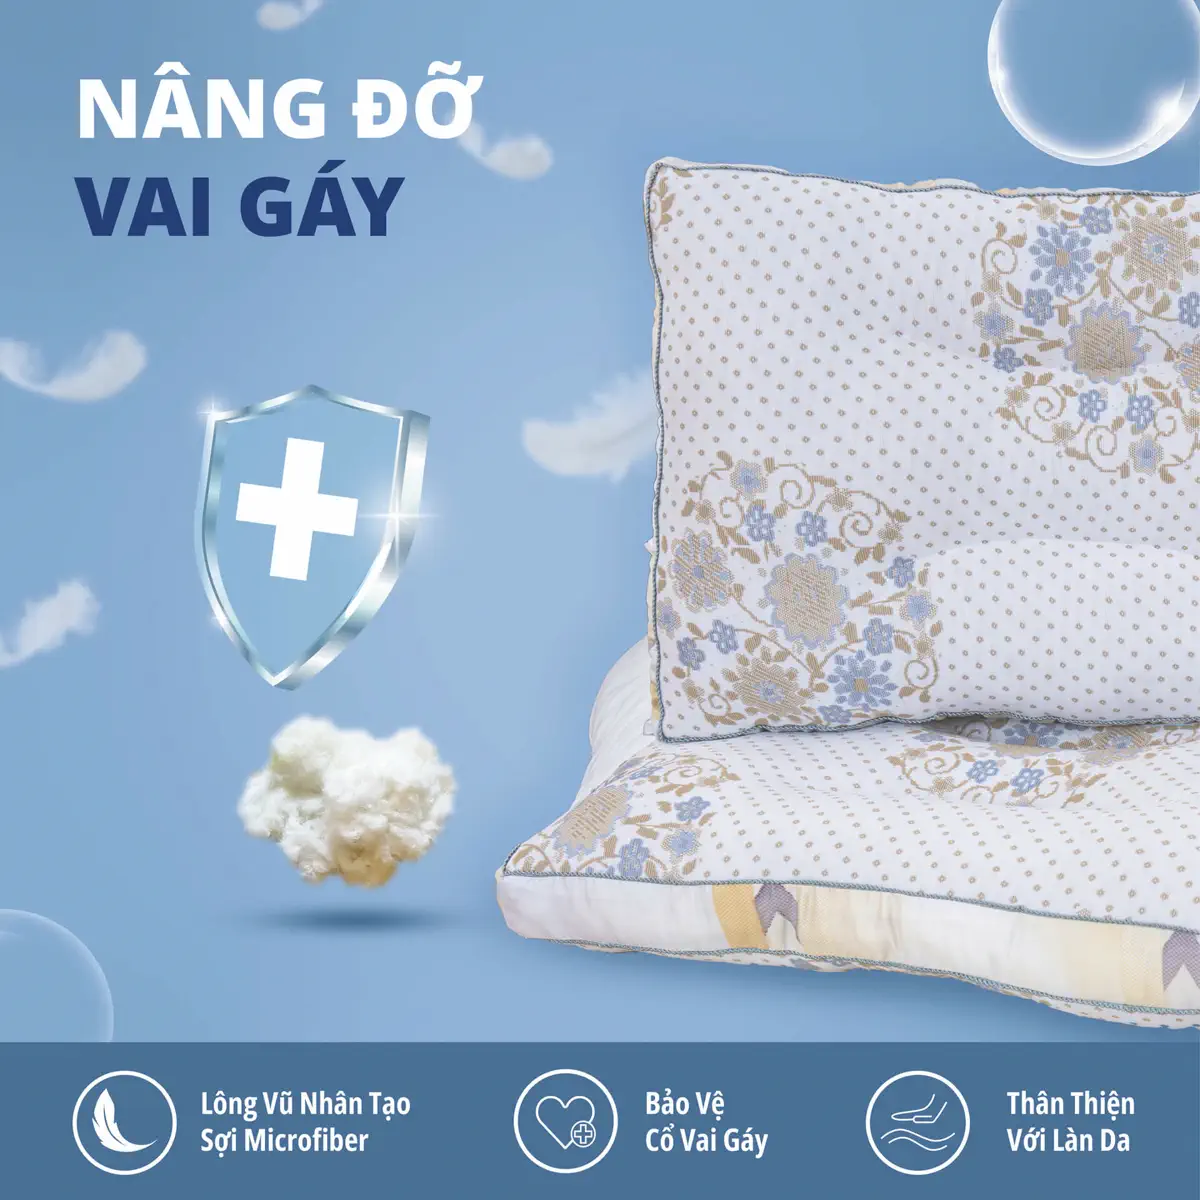 NÂNG ĐỠ
VAI GÁY
Lông Vũ Nhân Tạo
Sợi Microfiber
Bảo Vệ
Cổ Vai Gáy
Thân Thiện
Với Làn Da